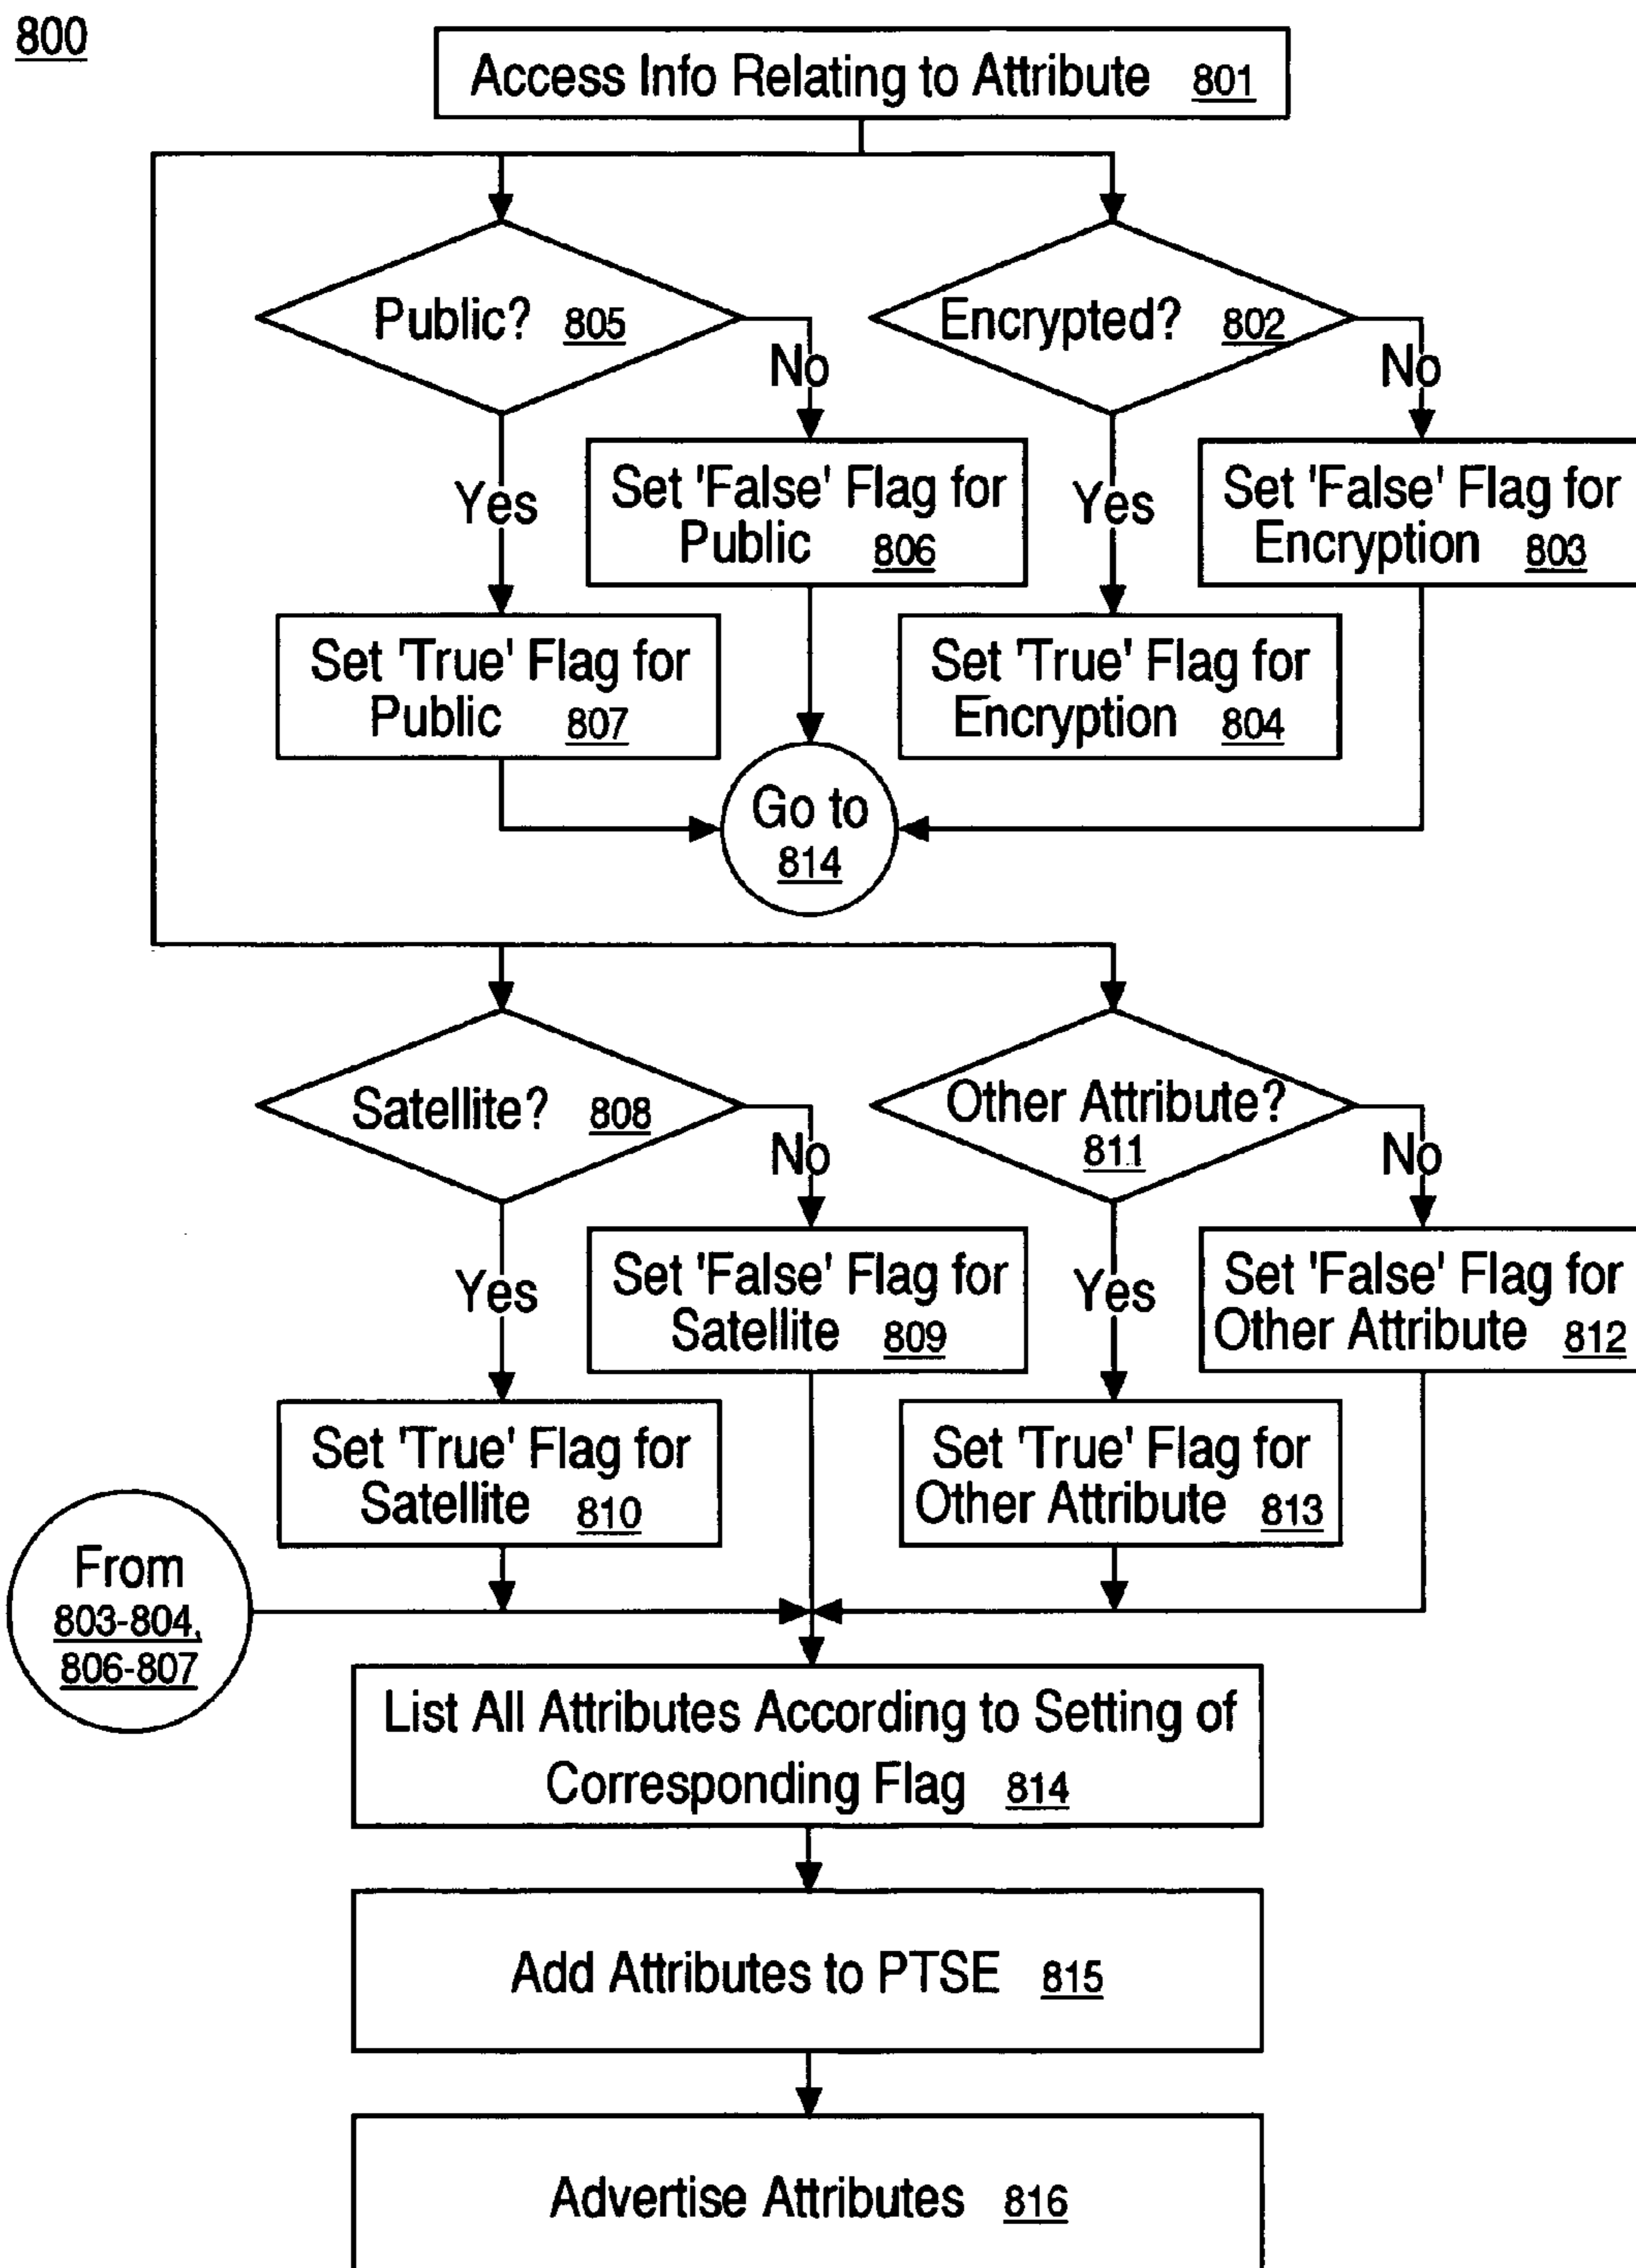 800
Access Info Relating to Attribute 801
Public? 805
Encrypted? 802
No
No
Yes
Set 'False' Flag for
Public 806
Yes
Set 'False' Flag for
Encryption 803
Set 'True' Flag for
Public 807
Set 'True' Flag for
Encryption 804
Go to
814
Satellite? 808
Other Attribute?
811
No
No
Yes
Set 'False' Flag for
Satellite 809
Yes
Set 'False' Flag for
Other Attribute 812
Set 'True' Flag for
Satellite 810
Set 'True' Flag for
Other Attribute 813
From
803-804,
806-807
List All Attributes According to Setting of
Corresponding Flag 814
Add Attributes to PTSE 815
Advertise Attributes 816